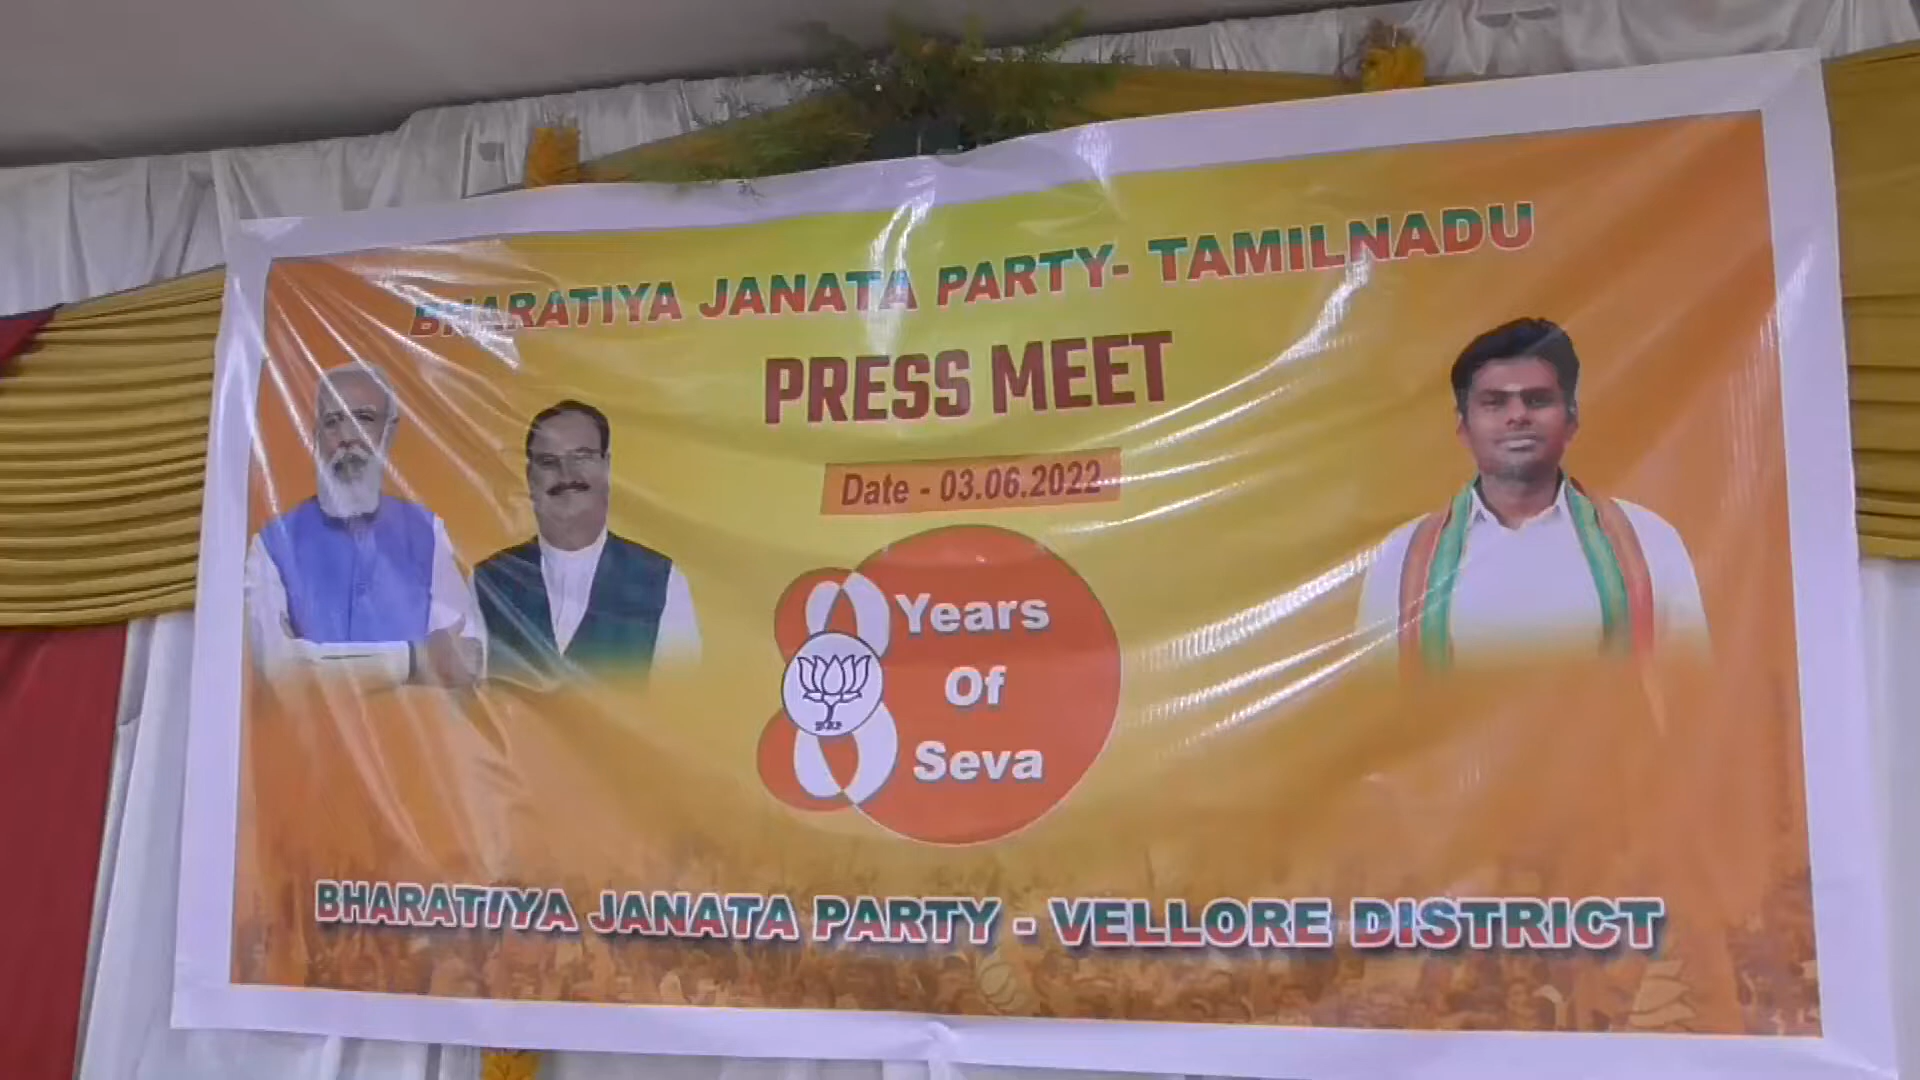 BHARATIYA JANATA PARTY- TAMILNADU
PRESS MEET
Date - 03.06.2022
8 Years
Of
Seva
BJP
BHARATIYA JANATA PARTY - VELLORE DISTRICT